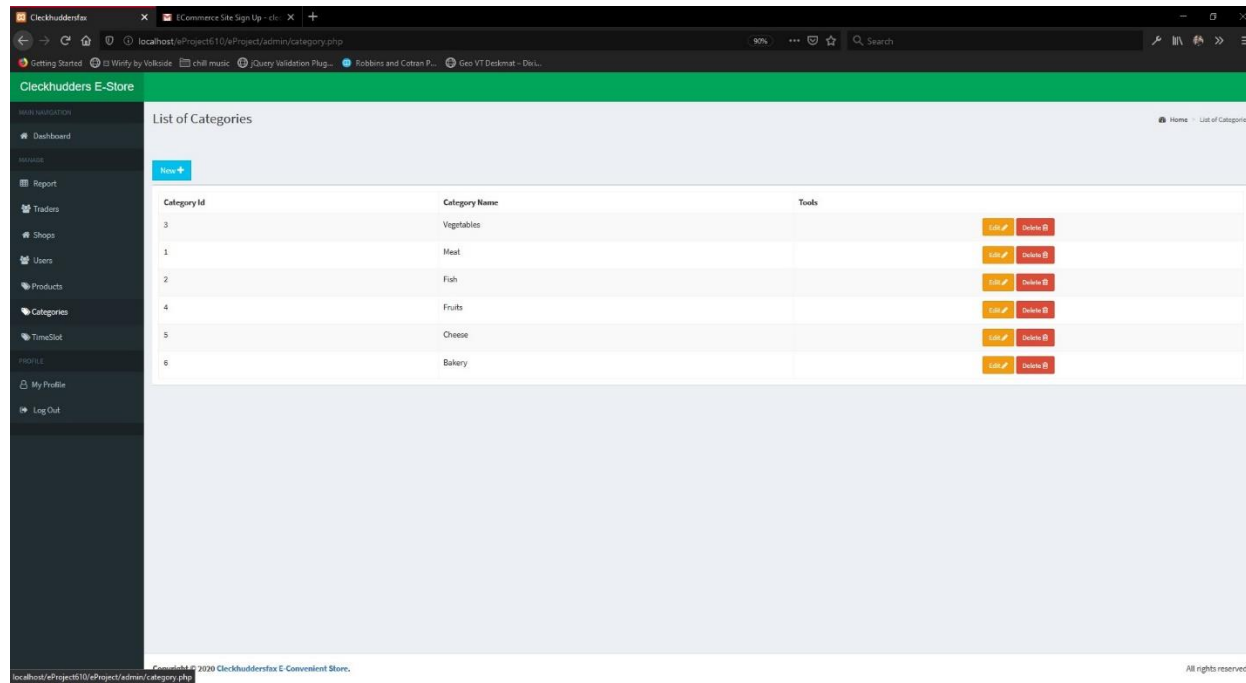 Cleckhuddersfax
ECommerce Site Sign Up - cle
localhost/eProject610/eProject/admin/category.php
90%
Search
Getting Started
Wirify by Volkside
chill music
jQuery Validation Plug...
Robbins and Cotran P...
Geo VT Deskmat – Dixi...
Cleckhudders E-Store
MAIN NAVIGATION
Dashboard
MANAGE
Report
Traders
Shops
Users
Products
Categories
TimeSlot
PROFILE
My Profile
Log Out
List of Categories
Home > List of Categorie
New
Category Id Category Name Tools
3 Vegetables Edit Delete
1 Meat Edit Delete
2 Fish Edit Delete
4 Fruits Edit Delete
5 Cheese Edit Delete
6 Bakery Edit Delete
Copyright © 2020 Cleckhuddersfax E-Convenient Store.
All rights reserved
localhost/eProject610/eProject/admin/category.php